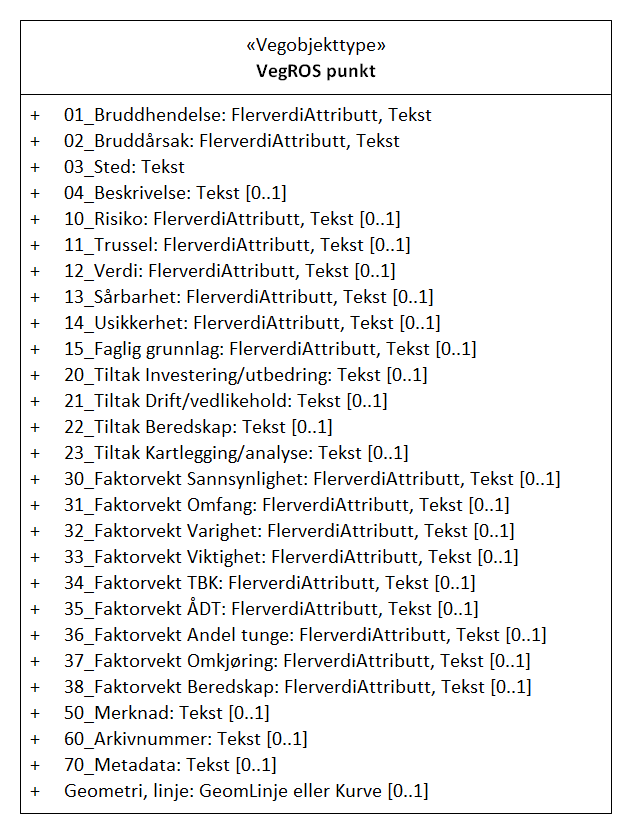 «Vegobjekttype»
VegROS punkt
+ 01_Bruddhendelse: FlerverdiAttributt, Tekst
+ 02_Bruddårsak: FlerverdiAttributt, Tekst
+ 03_Sted: Tekst
+ 04_Beskrivelse: Tekst [0..1]
+ 10_Risiko: FlerverdiAttributt, Tekst [0..1]
+ 11_Trussel: FlerverdiAttributt, Tekst [0..1]
+ 12_Verdi: FlerverdiAttributt, Tekst [0..1]
+ 13_Sårbarhet: FlerverdiAttributt, Tekst [0..1]
+ 14_Usikkerhet: FlerverdiAttributt, Tekst [0..1]
+ 15_Faglig grunnlag: FlerverdiAttributt, Tekst [0..1]
+ 20_Tiltak Investering/utbedring: Tekst [0..1]
+ 21_Tiltak Drift/vedlikehold: Tekst [0..1]
+ 22_Tiltak Beredskap: Tekst [0..1]
+ 23_Tiltak Kartlegging/analyse: Tekst [0..1]
+ 30_Faktorvekt Sannsynlighet: FlerverdiAttributt, Tekst [0..1]
+ 31_Faktorvekt Omfang: FlerverdiAttributt, Tekst [0..1]
+ 32_Faktorvekt Varighet: FlerverdiAttributt, Tekst [0..1]
+ 33_Faktorvekt Viktighet: FlerverdiAttributt, Tekst [0..1]
+ 34_Faktorvekt TBK: FlerverdiAttributt, Tekst [0..1]
+ 35_Faktorvekt ÅDT: FlerverdiAttributt, Tekst [0..1]
+ 36_Faktorvekt Andel tunge: FlerverdiAttributt, Tekst [0..1]
+ 37_Faktorvekt Omkjøring: FlerverdiAttributt, Tekst [0..1]
+ 38_Faktorvekt Beredskap: FlerverdiAttributt, Tekst [0..1]
+ 50_Merknad: Tekst [0..1]
+ 60_Arkivnummer: Tekst [0..1]
+ 70_Metadata: Tekst [0..1]
+ Geometri, linje: GeomLinje eller Kurve [0..1]